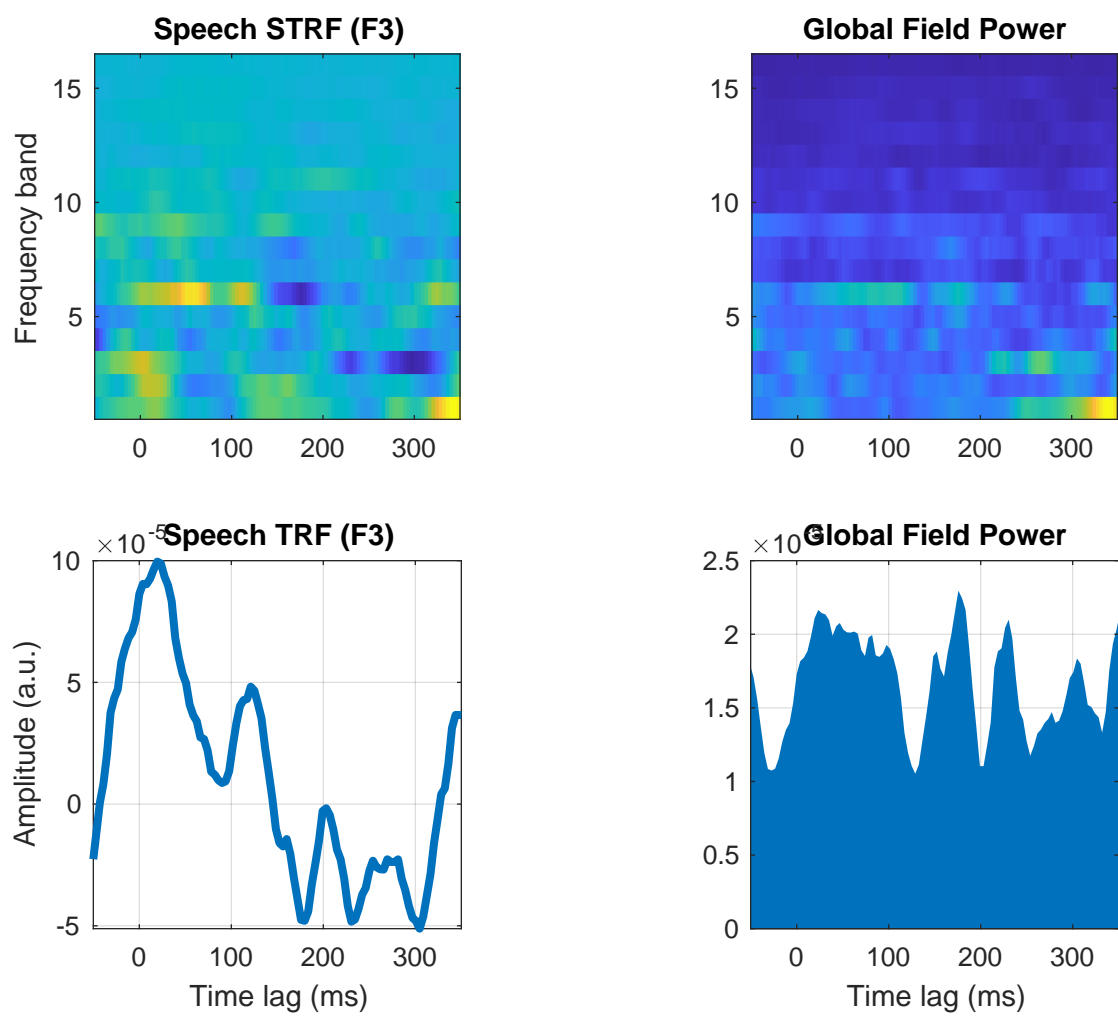 Speech STRF (F3)
Frequency band
15
10
5
0 100 200 300
Global Field Power
15
10
5
0 100 200 300
Speech TRF (F3)
×10-5
Amplitude (a.u.)
10
5
0
-5
0 100 200 300
Time lag (ms)
Global Field Power
×10-5
2.5
2
1.5
1
0.5
0
0 100 200 300
Time lag (ms)